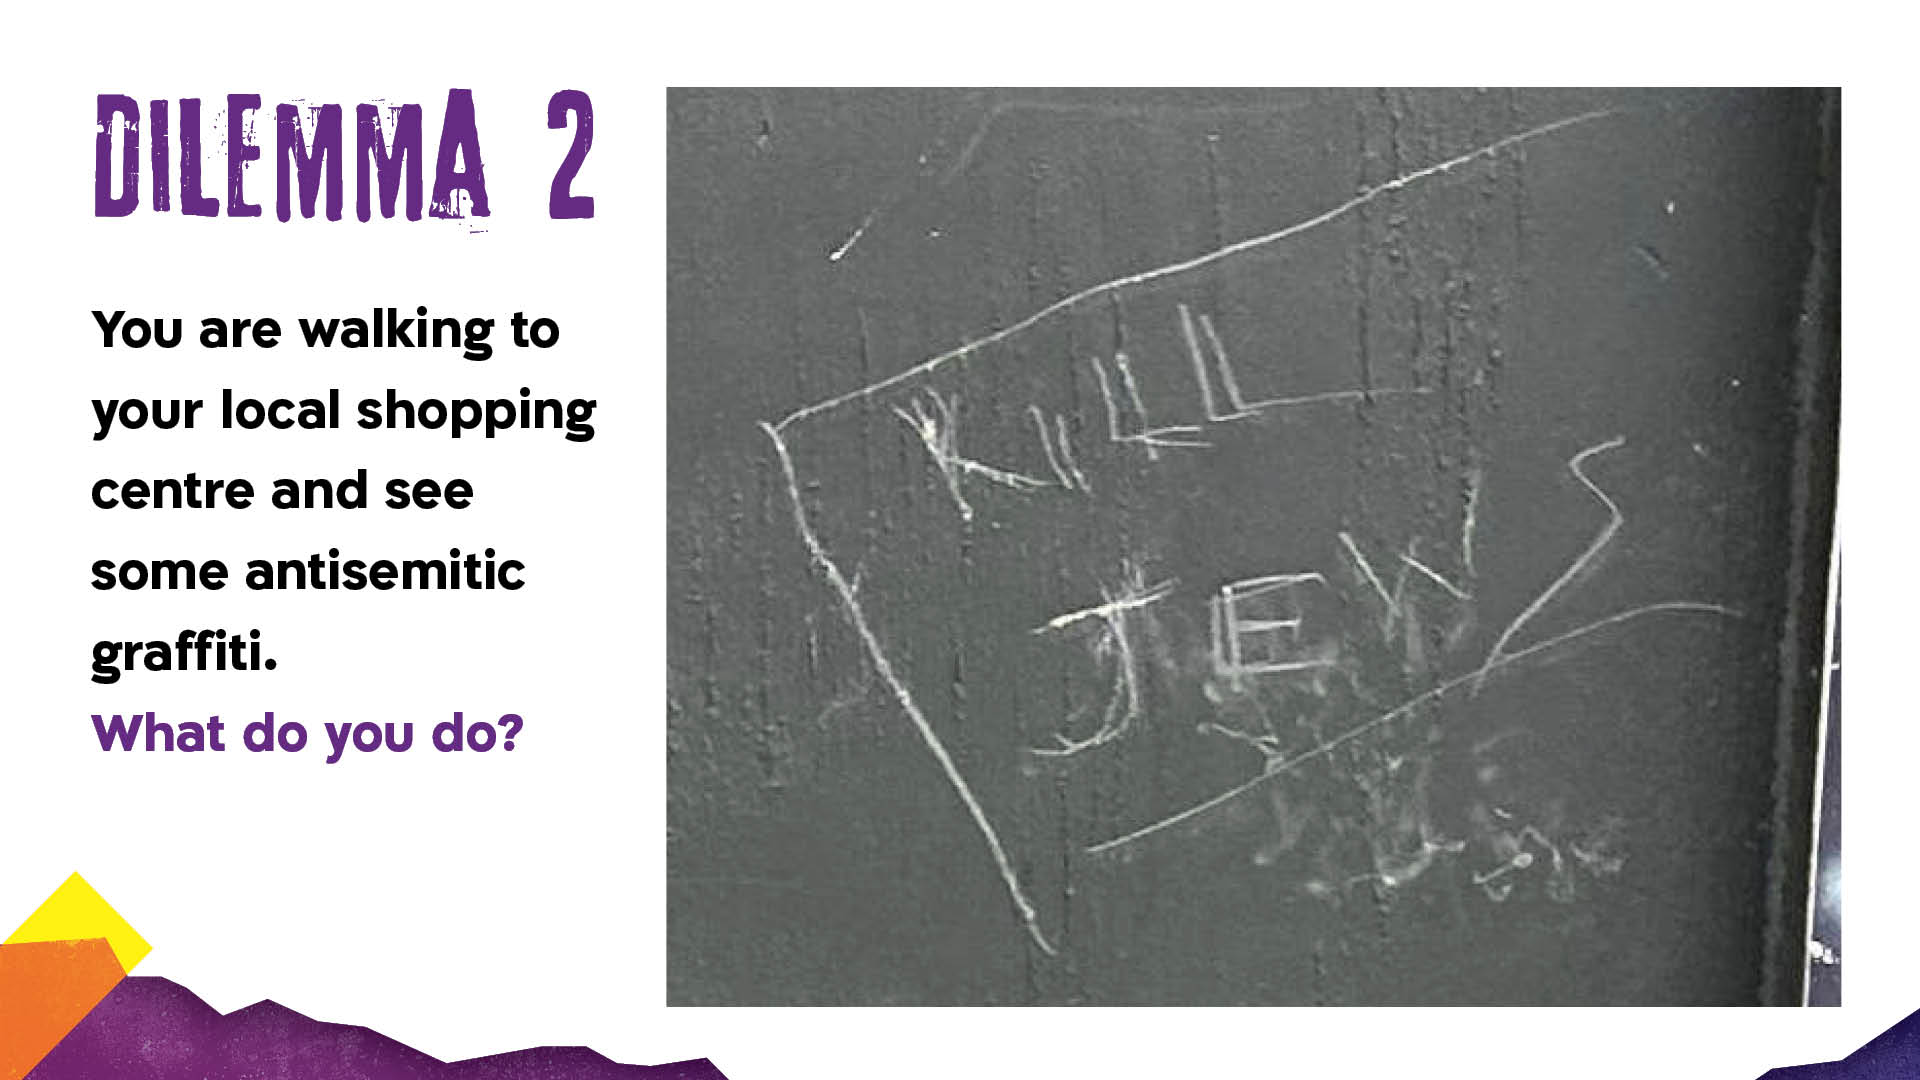 DILEMMA 2
You are walking to
your local shopping
centre and see
some antisemitic
graffiti.
What do you do?
KILL
JEWS